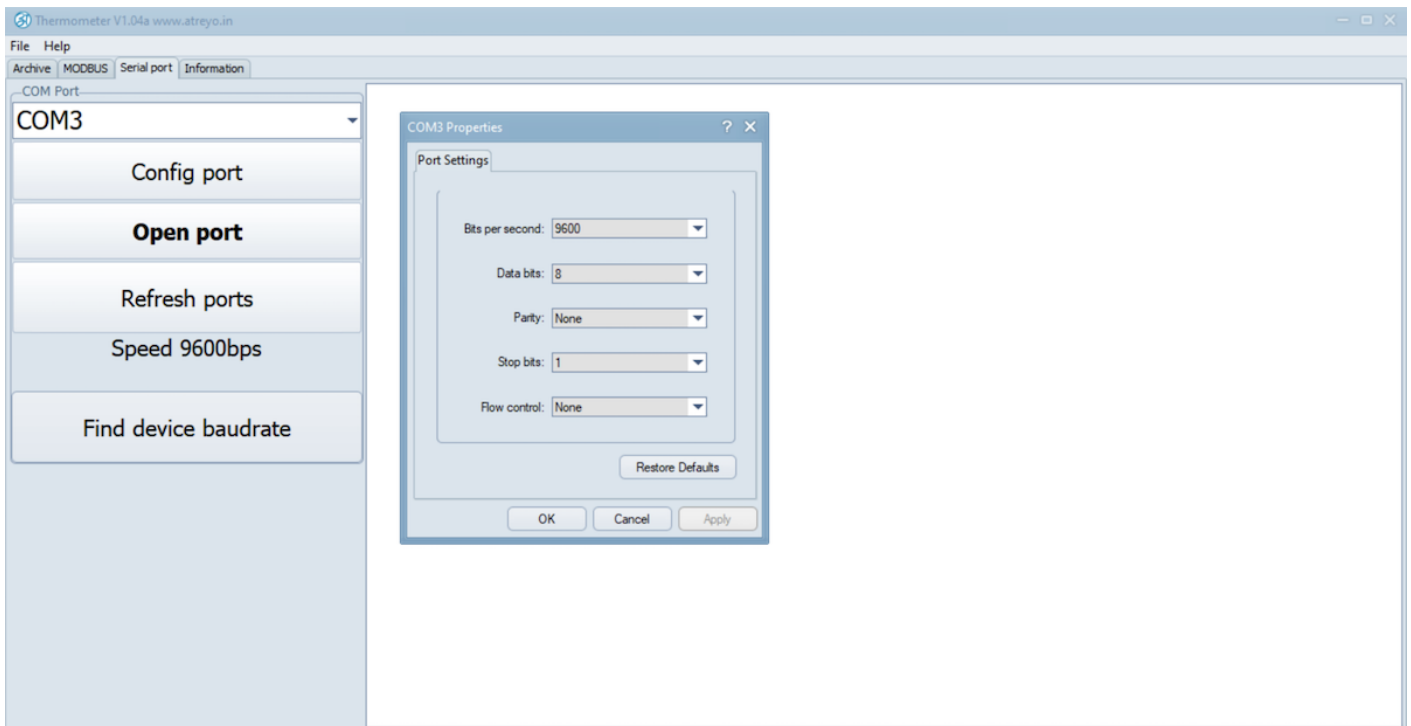 Thermometer V1.04a www.atreyo.in
File Help
Archive MODBUS Serial port Information
COM Port
COM3
Config port
Open port
Refresh ports
Speed 9600bps
Find device baudrate
COM3 Properties
Port Settings
Bits per second: 9600
Data bits: 8
Parity: None
Stop bits: 1
Flow control: None
Restore Defaults
OK Cancel Apply